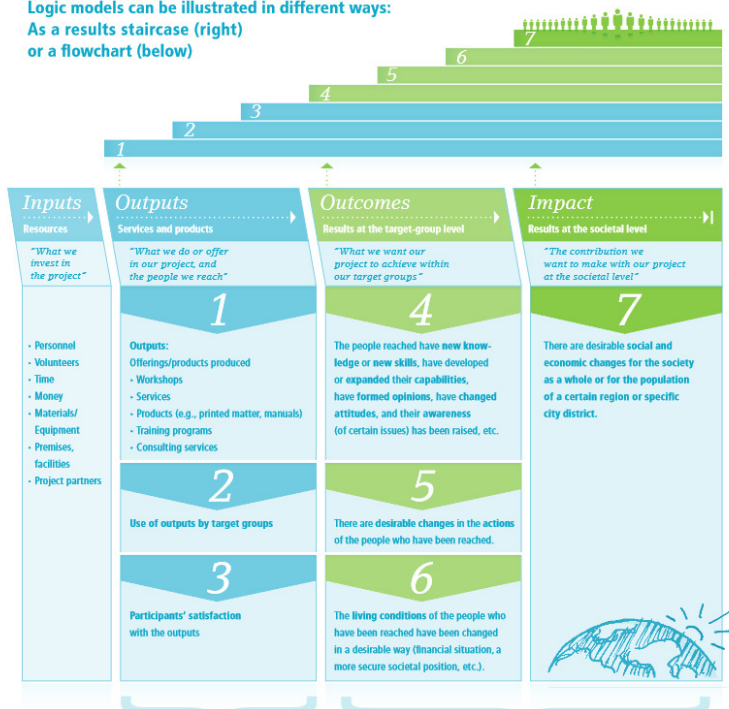 Logic models can be illustrated in different ways:
As a results staircase (right)
or a flowchart (below)
7
6
5
4
3
2
1
Inputs
Resources
"What we
invest in
the project"
- Personnel
- Volunteers
- Time
- Money
- Materials/
Equipment
- Premises,
facilities
- Project partners
Outputs
Services and products
"What we do or offer
in our project, and
the people we reach"
1
Outputs:
Offerings/products produced
- Workshops
- Services
- Products (e.g., printed matter, manuals)
- Training programs
- Consulting services
2
Use of outputs by target groups
3
Participants' satisfaction
with the outputs
Outcomes
Results at the target-group level
"What we want our
project to achieve within
our target groups"
4
The people reached have new know-
ledge or new skills, have developed
or expanded their capabilities,
have formed opinions, have changed
attitudes, and their awareness
(of certain issues) has been raised, etc.
5
There are desirable changes in the actions
of the people who have been reached.
6
The living conditions of the people who
have been reached have been changed
in a desirable way (financial situation, a
more secure societal position, etc.).
Impact
Results at the societal level
"The contribution we
want to make with our project
at the societal level"
7
There are desirable social and
economic changes for the society
as a whole or for the population
of a certain region or specific
city district.